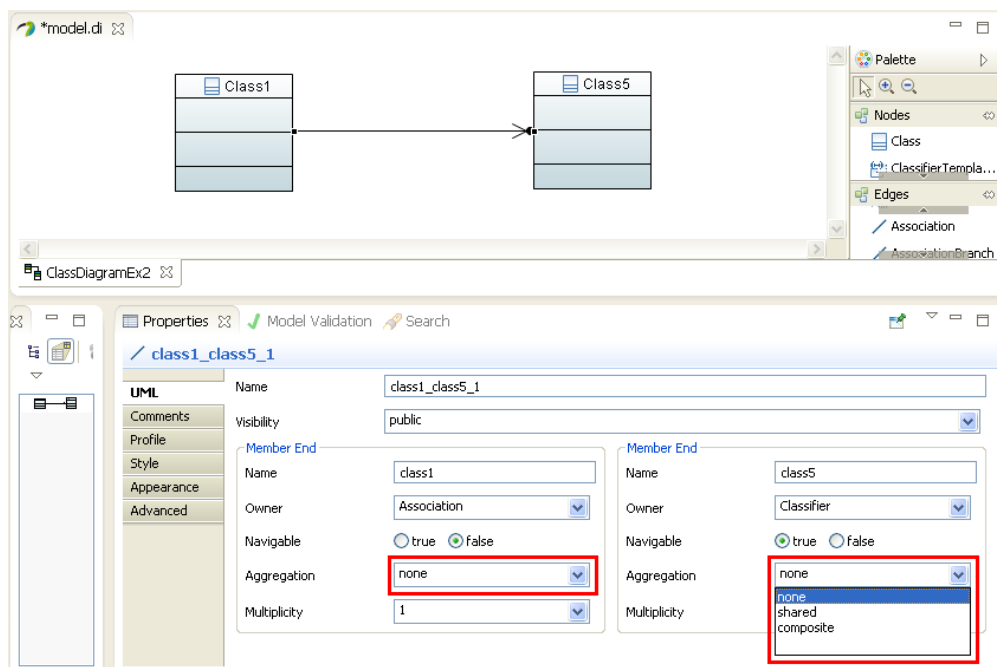 *model.di
Class1
Class5
Palette
Nodes
Class
ClassifierTempla...
Edges
Association
AssociationBranch
ClassDiagramEx2
Properties
Model Validation
Search
class1_class5_1
UML
Comments
Profile
Style
Appearance
Advanced
Name
class1_class5_1
Visibility
public
Member End
Name
class1
Owner
Association
Navigable
true
false
Aggregation
none
Multiplicity
1
Member End
Name
class5
Owner
Classifier
Navigable
true
false
Aggregation
none
none
shared
composite
Multiplicity